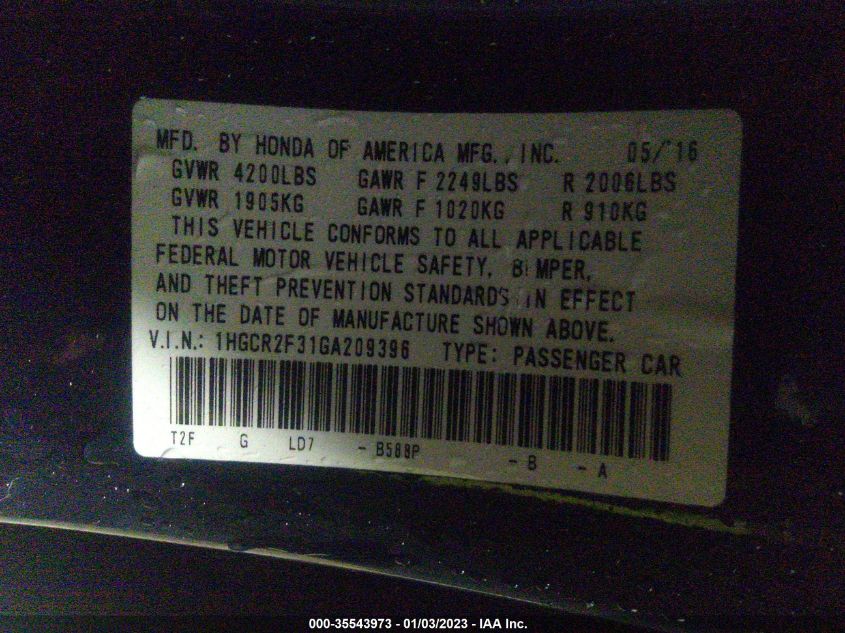 MFD. BY HONDA OF AMERICA MFG., INC. 05/'16
GVWR 4200LBS GAWR F 2249LBS R 2006LBS
GVWR 1905KG GAWR F 1020KG R 910KG
THIS VEHICLE CONFORMS TO ALL APPLICABLE
FEDERAL MOTOR VEHICLE SAFETY, BUMPER,
AND THEFT PREVENTION STANDARDS IN EFFECT
ON THE DATE OF MANUFACTURE SHOWN ABOVE.
V.I.N.: 1HGCR2F31GA209396 TYPE: PASSENGER CAR
T2F G LD7 - B588P - B - A
000-35543973 - 01/03/2023 - IAA Inc.